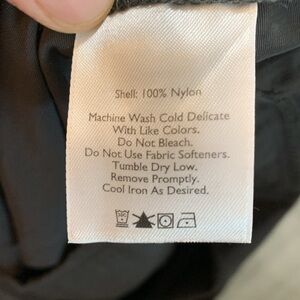 Shell: 100% Nylon
Machine Wash Cold Delicate
With Like Colors.
Do Not Bleach.
Do Not Use Fabric Softeners.
Tumble Dry Low.
Remove Promptly.
Cool Iron As Desired.